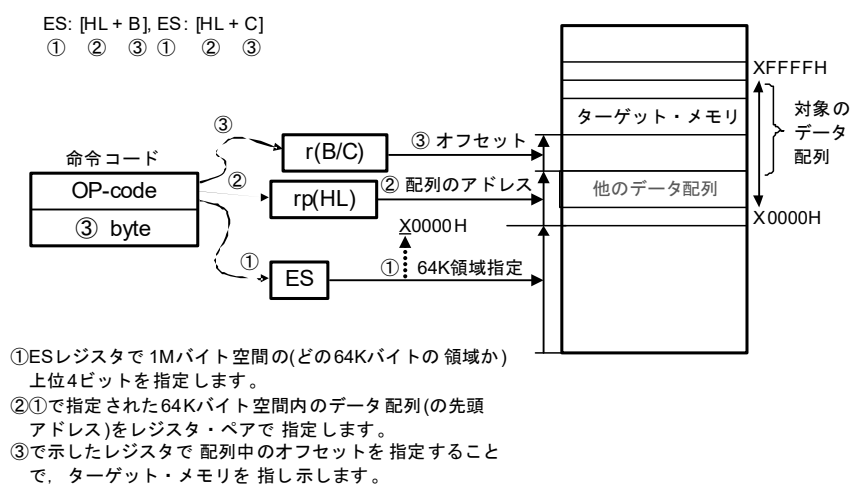 ES: [HL + B], ES: [HL + C]
① ② ③ ① ② ③
XFFFFH
ターゲット・メモリ
対象の
データ
配列
③
命令コード
r(B/C)
③ オフセット
OP-code
②
rp(HL)
② 配列のアドレス
他のデータ配列
③ byte
X0000H
X0000H
①
ES
① 64K領域指定
①ESレジスタで1Mバイト空間の(どの64Kバイトの領域か)
上位4ビットを指定します。
②①で指定された64Kバイト空間内のデータ配列(の先頭
アドレス)をレジスタ・ペアで指定します。
③で示したレジスタで配列中のオフセットを指定すること
で，ターゲット・メモリを指し示します。